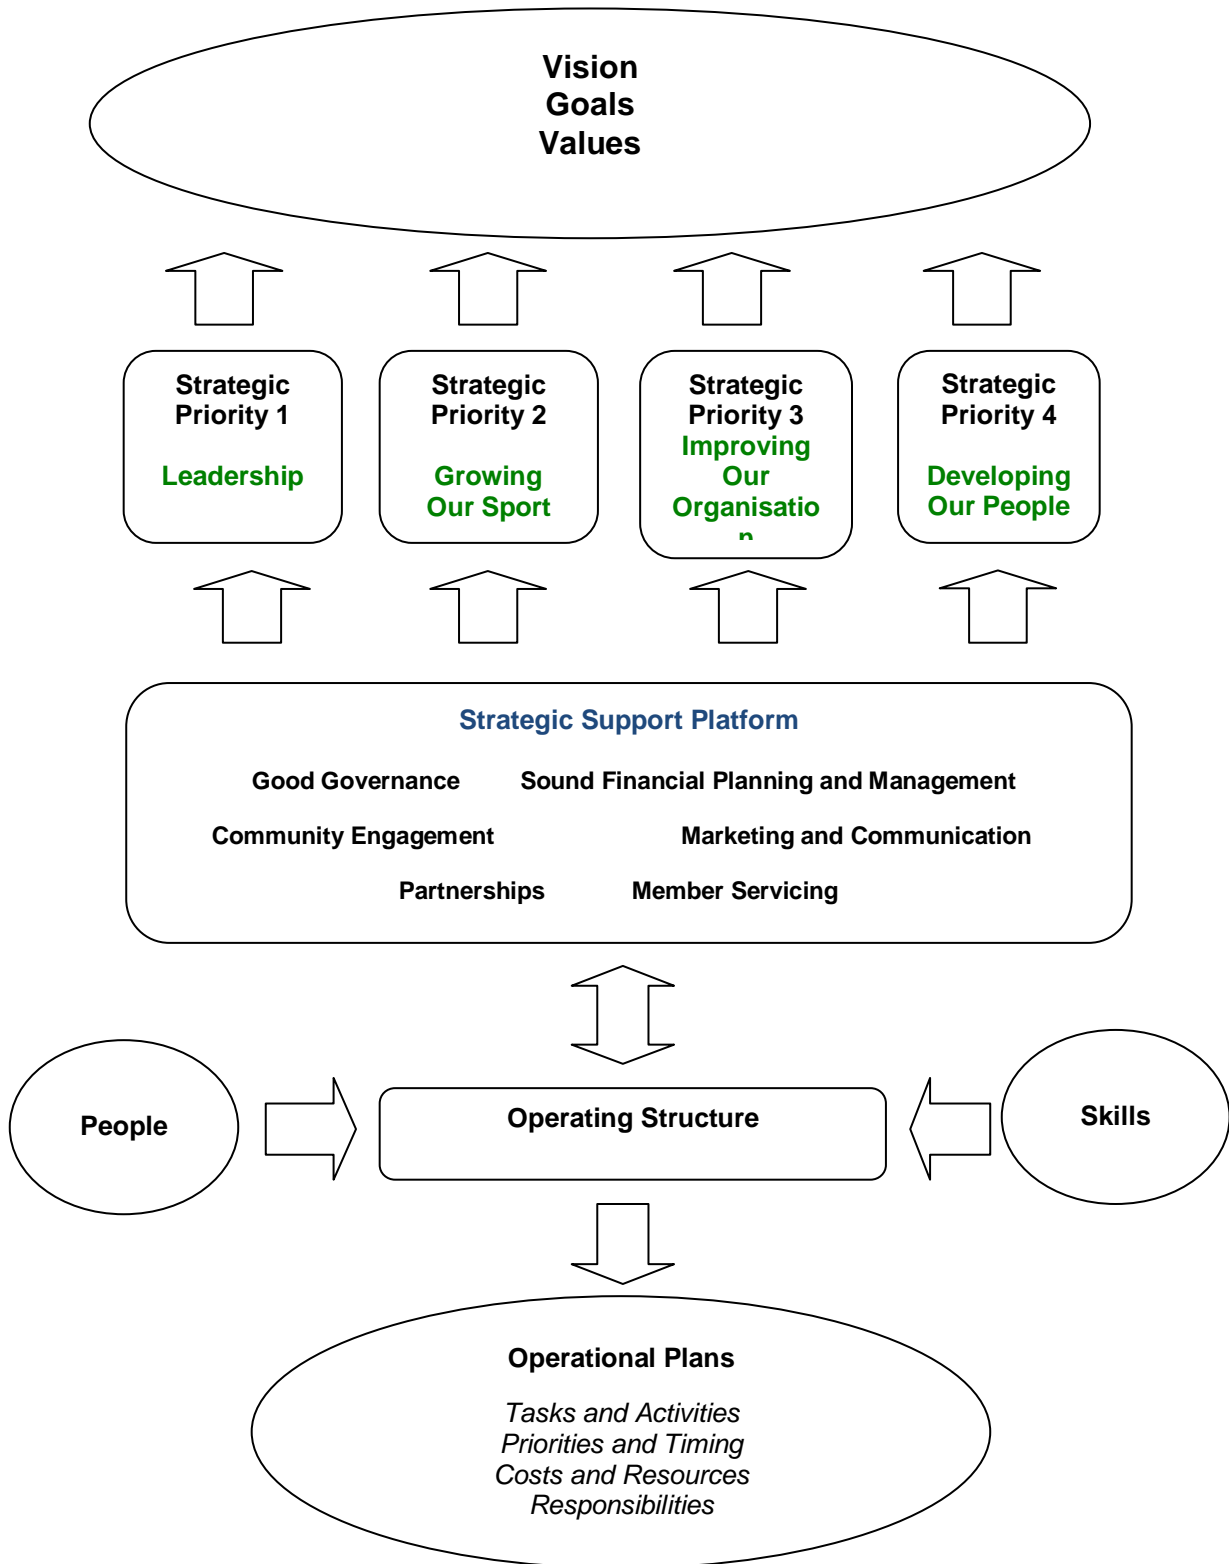 Vision
Goals
Values
Strategic
Priority 1
Leadership
Strategic
Priority 2
Growing
Our Sport
Strategic
Priority 3
Improving
Our
Organisatio
n
Strategic
Priority 4
Developing
Our People
Strategic Support Platform
Good Governance Sound Financial Planning and Management
Community Engagement Marketing and Communication
Partnerships Member Servicing
People
Operating Structure
Skills
Operational Plans
Tasks and Activities
Priorities and Timing
Costs and Resources
Responsibilities